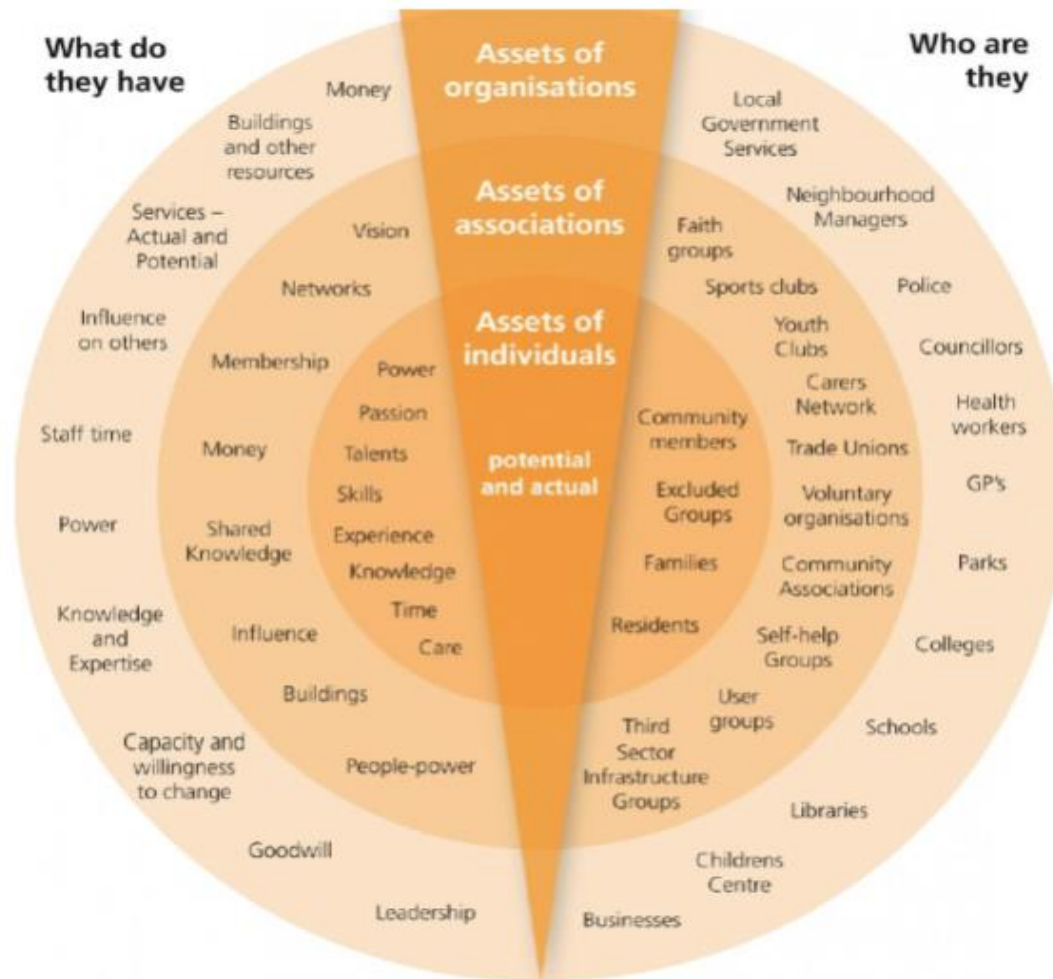 What do
they have
Who are
they
Assets of
organisations
Assets of
associations
Assets of
individuals
potential
and actual
Money
Buildings
and other
resources
Services –
Actual and
Potential
Influence
on others
Staff time
Power
Knowledge
and
Expertise
Capacity and
willingness
to change
Goodwill
Leadership
Vision
Networks
Membership
Money
Shared
Knowledge
Influence
Buildings
People-power
Power
Passion
Talents
Skills
Experience
Knowledge
Time
Care
Community
members
Excluded
Groups
Families
Residents
Faith
groups
Sports clubs
Youth
Clubs
Carers
Network
Trade Unions
Voluntary
organisations
Community
Associations
Self-help
Groups
User
groups
Third
Sector
Infrastructure
Groups
Local
Government
Services
Neighbourhood
Managers
Police
Councillors
Health
workers
GP's
Parks
Colleges
Schools
Libraries
Childrens
Centre
Businesses